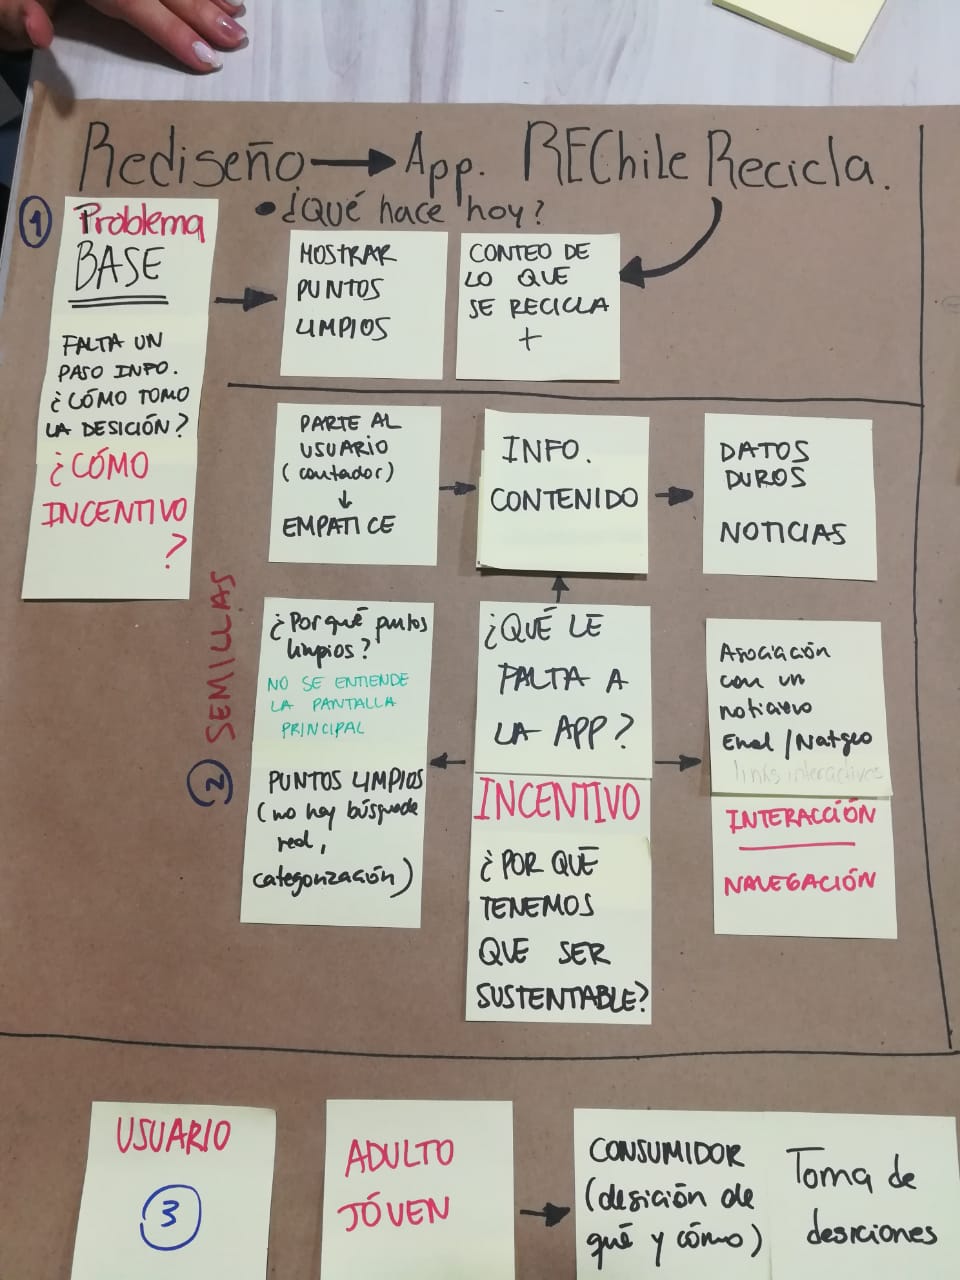 Rediseño → App. REChile Recicla.
1
Problema
BASE
FALTA UN
PASO INFO.
¿CÓMO TOMO
LA DESICIÓN?
¿CÓMO
INCENTIVO
?
• ¿QUÉ hace hoy?
MOSTRAR
PUNTOS
LIMPIOS
CONTEO DE
LO QUE
SE RECICLA
+
SEMILLAS
2
PARTE AL
USUARIO
(contador)
↓
EMPATICE
INFO.
CONTENIDO
DATOS
DUROS
NOTICIAS
¿Por qué puntos
limpios?
NO SE ENTIENDE
LA PANTALLA
PRINCIPAL
PUNTOS LIMPIOS
(no hay búsqueda
real,
categorización)
¿QUÉ LE
FALTA A
LA APP?
INCENTIVO
¿POR QUÉ
TENEMOS
QUE SER
SUSTENTABLE?
Asociación
con un
noticiero
Enel/Natgeo
links interactivos
INTERACCIÓN
NAVEGACIÓN
USUARIO
3
ADULTO
JÓVEN
CONSUMIDOR
(desición de
qué y cómo)
Toma de
desiciones